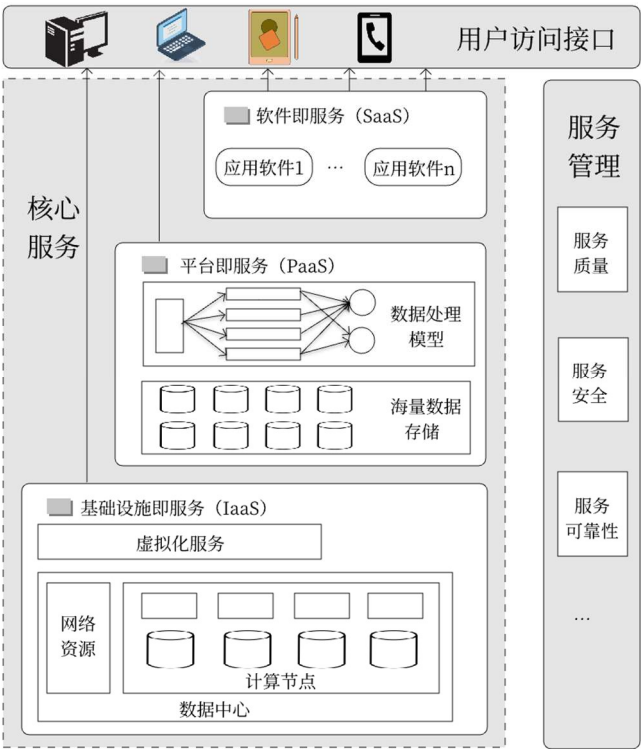 用户访问接口
软件即服务（SaaS）
应用软件1
…
应用软件n
核心
服务
平台即服务（PaaS）
数据处理
模型
海量数据
存储
基础设施即服务（IaaS）
虚拟化服务
网络
资源
计算节点
数据中心
服务
管理
服务
质量
服务
安全
服务
可靠性
…